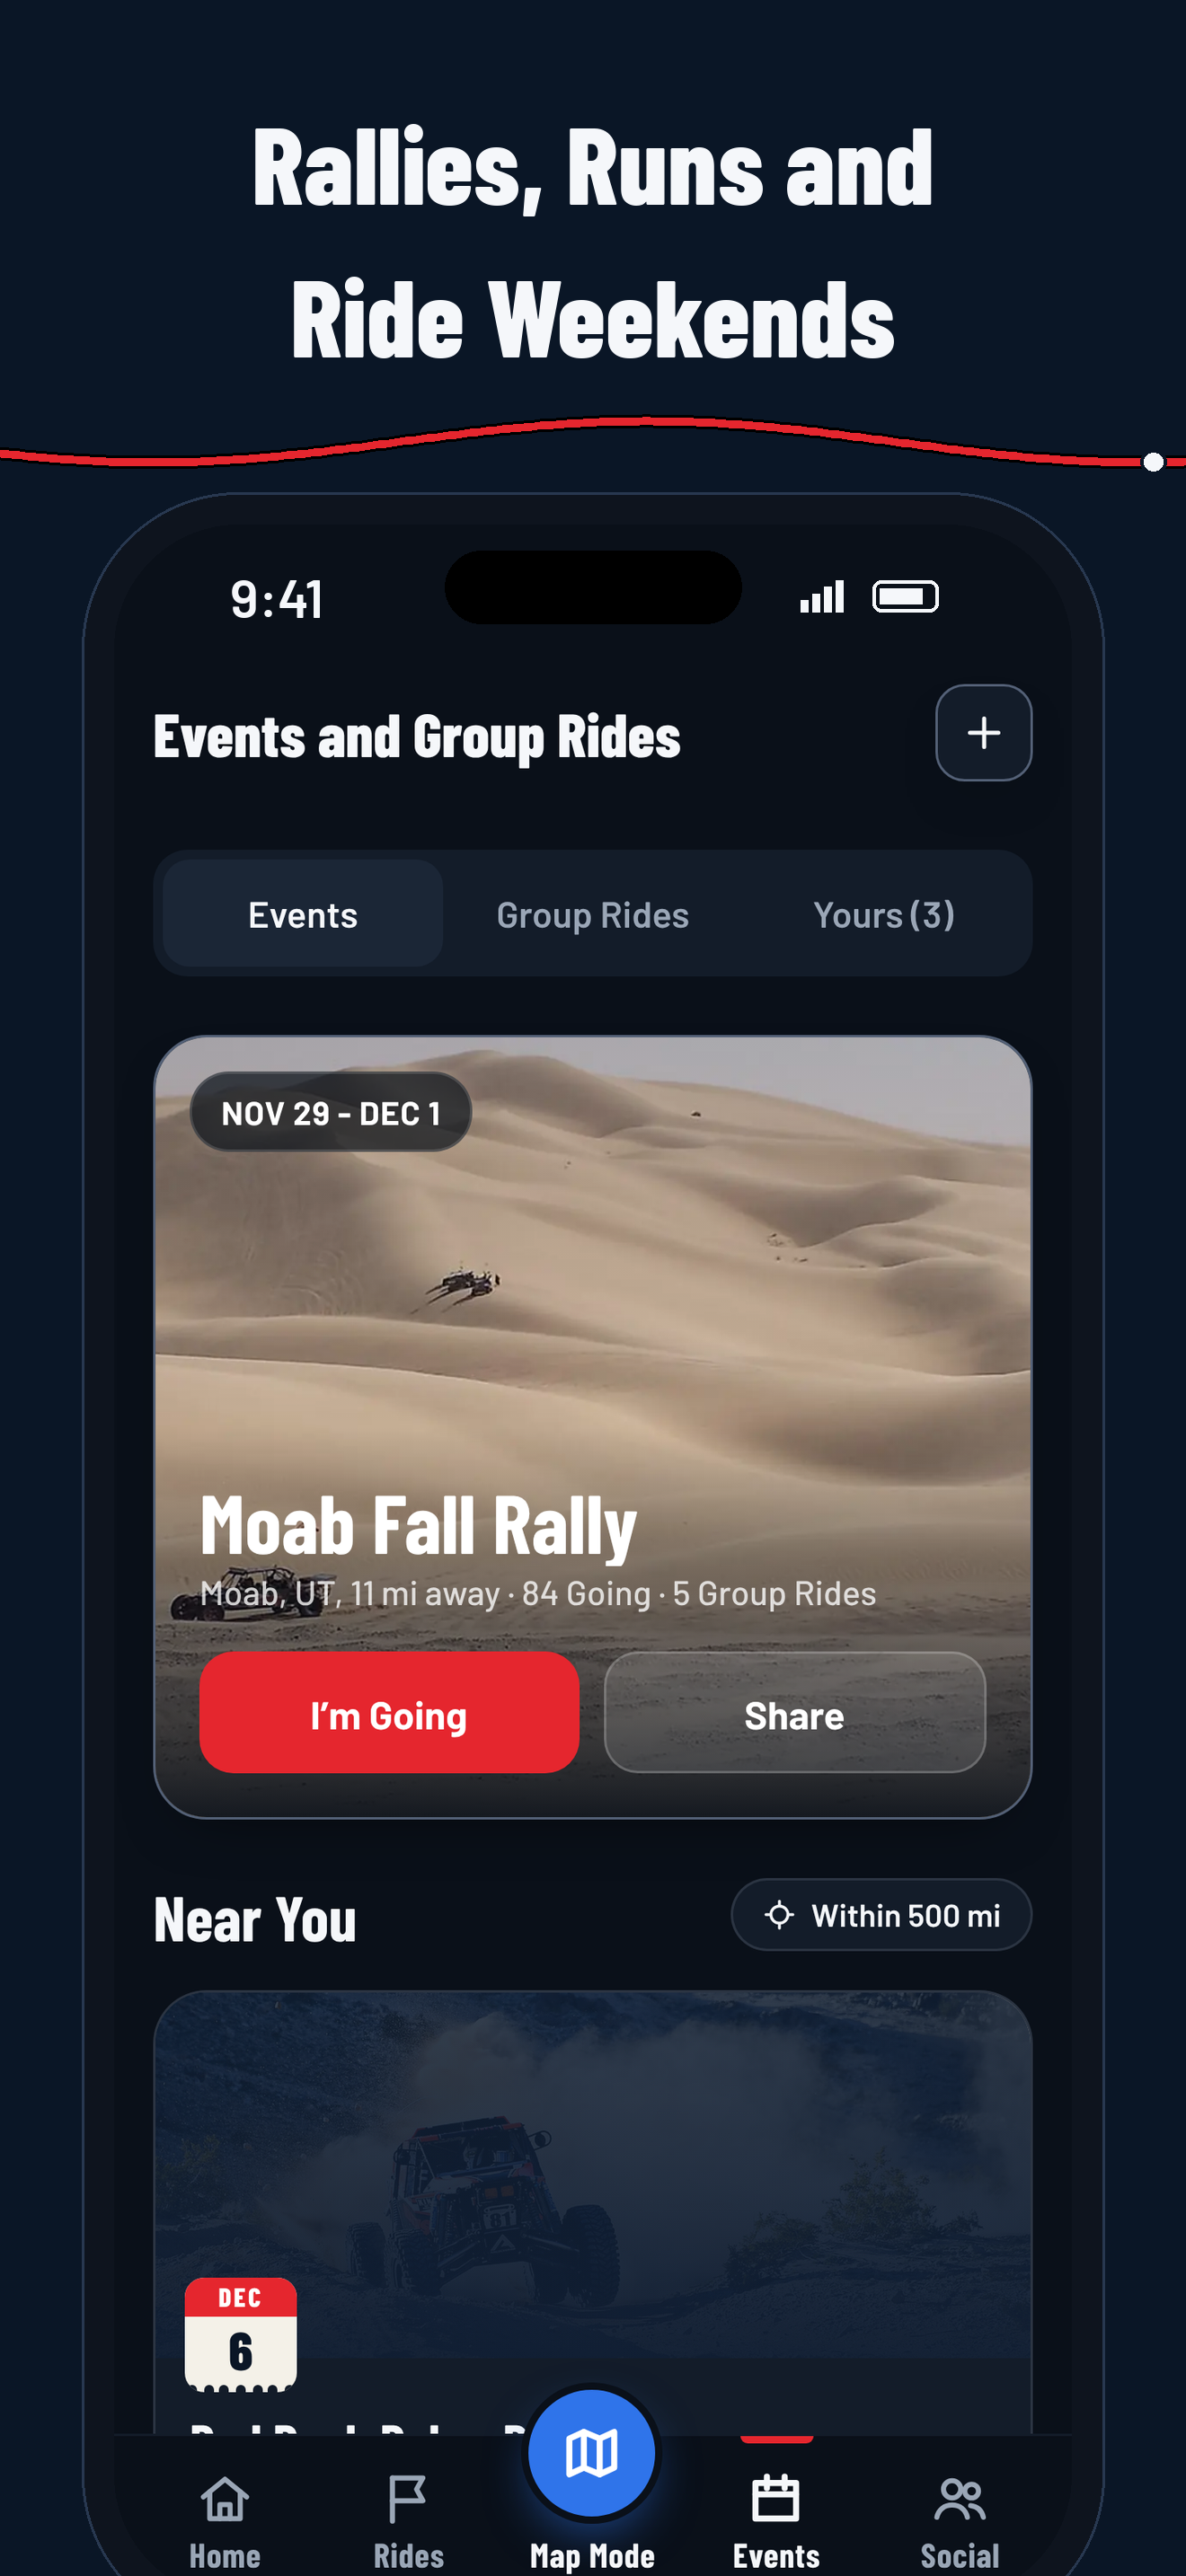 Rallies, Runs and
Ride Weekends
9:41
Events and Group Rides
Events
Group Rides
Yours (3)
NOV 29 - DEC 1
Moab Fall Rally
Moab, UT, 11 mi away · 84 Going · 5 Group Rides
I'm Going
Share
Near You
Within 500 mi
DEC
6
Home
Rides
Map Mode
Events
Social